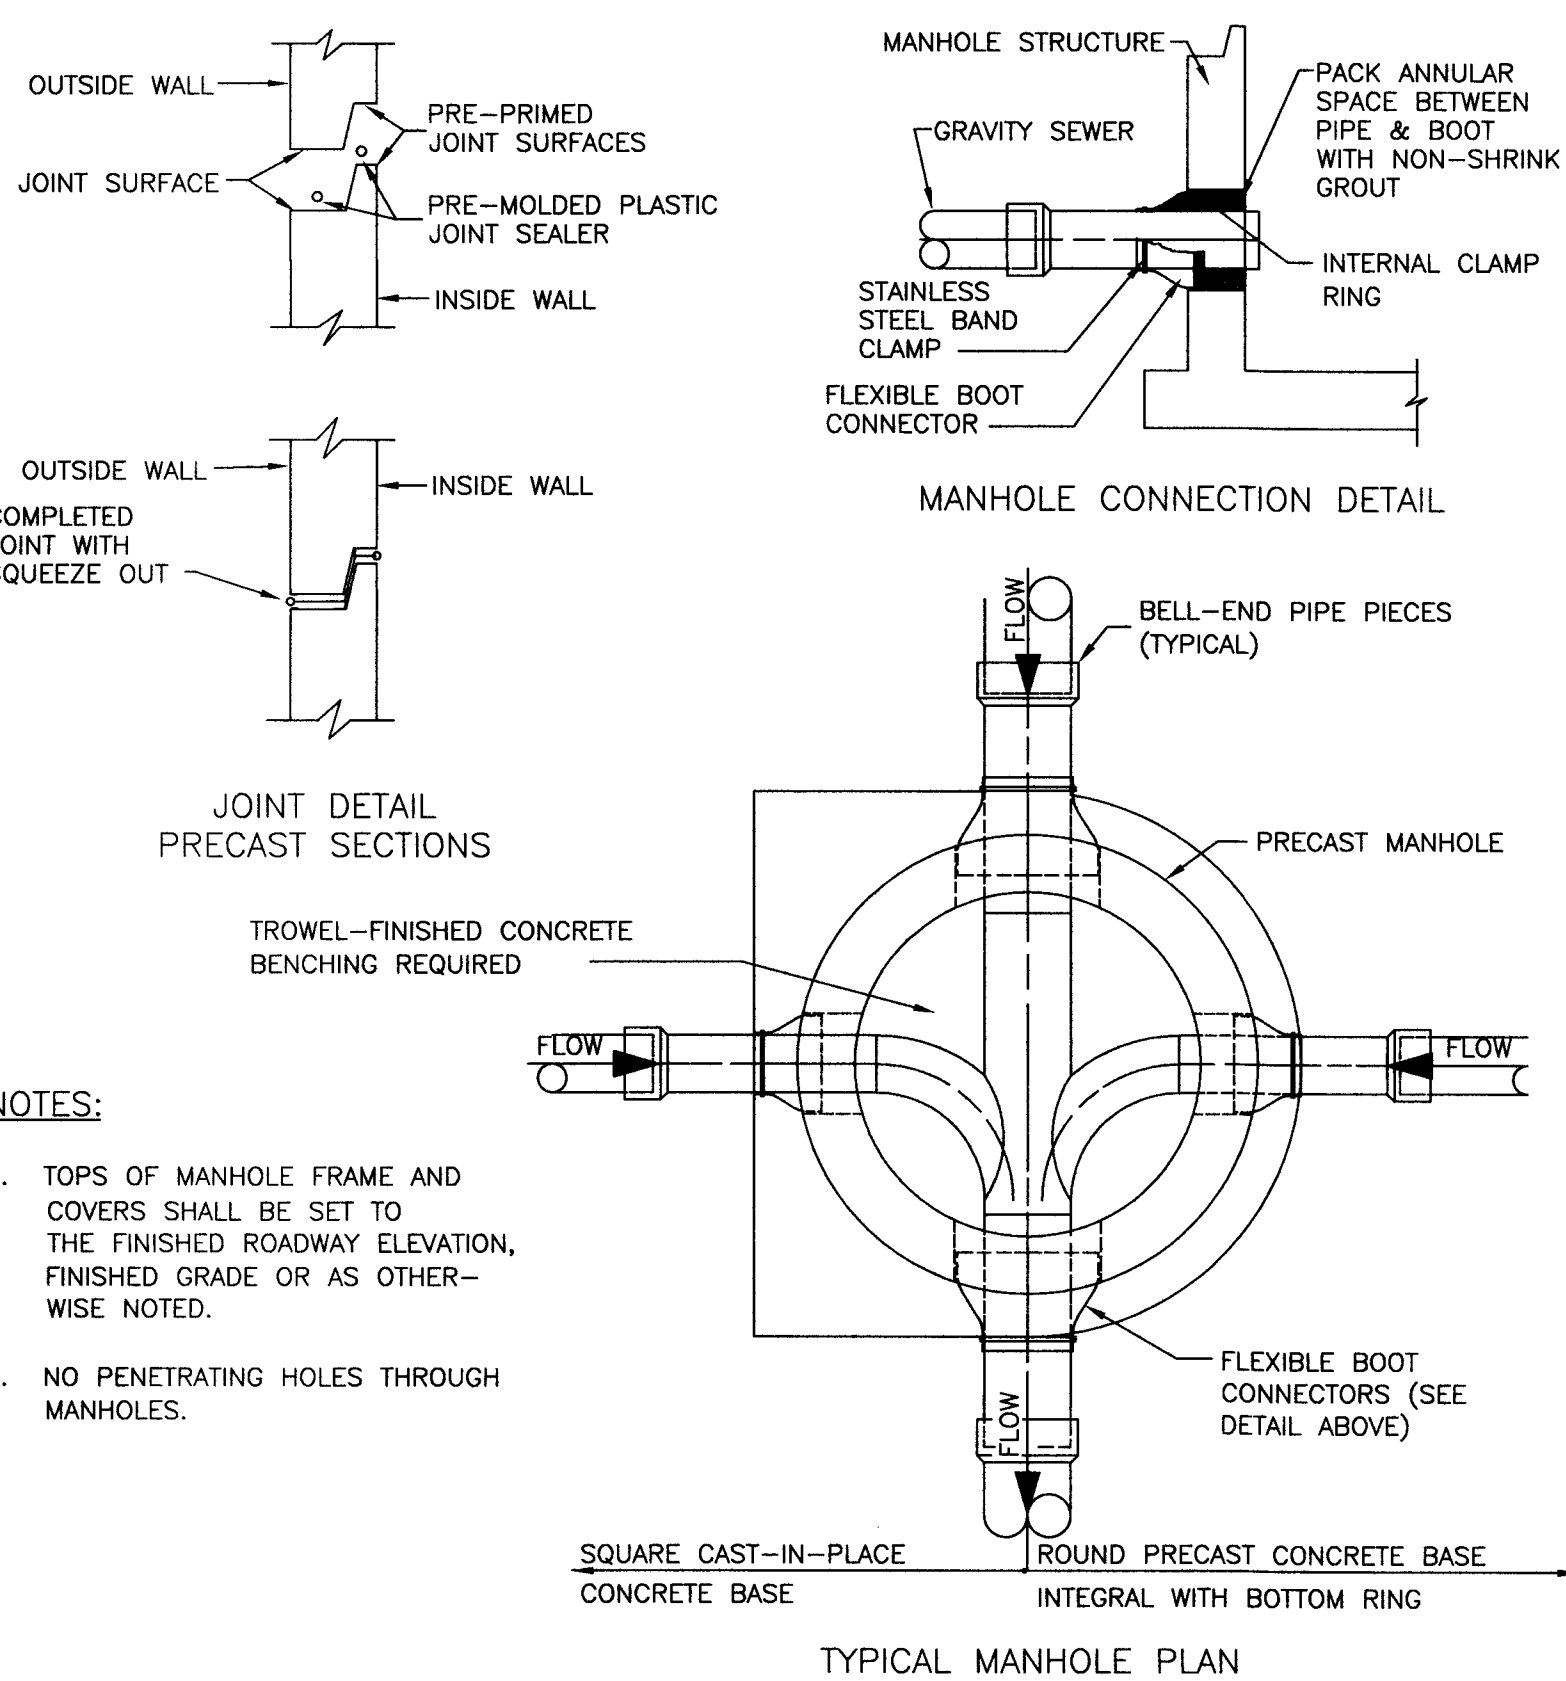 OUTSIDE WALL
PRE-PRIMED
JOINT SURFACES
JOINT SURFACE
PRE-MOLDED PLASTIC
JOINT SEALER
INSIDE WALL
OUTSIDE WALL
INSIDE WALL
COMPLETED
JOINT WITH
SQUEEZE OUT
JOINT DETAIL
PRECAST SECTIONS
MANHOLE STRUCTURE
PACK ANNULAR
SPACE BETWEEN
PIPE & BOOT
WITH NON-SHRINK
GROUT
GRAVITY SEWER
INTERNAL CLAMP
RING
STAINLESS
STEEL BAND
CLAMP
FLEXIBLE BOOT
CONNECTOR
MANHOLE CONNECTION DETAIL
FLOW
BELL-END PIPE PIECES
(TYPICAL)
PRECAST MANHOLE
TROWEL-FINISHED CONCRETE
BENCHING REQUIRED
FLOW
FLOW
NOTES:
. TOPS OF MANHOLE FRAME AND
COVERS SHALL BE SET TO
THE FINISHED ROADWAY ELEVATION,
FINISHED GRADE OR AS OTHER-
WISE NOTED.
. NO PENETRATING HOLES THROUGH
MANHOLES.
FLEXIBLE BOOT
CONNECTORS (SEE
DETAIL ABOVE)
FLOW
SQUARE CAST-IN-PLACE
CONCRETE BASE
ROUND PRECAST CONCRETE BASE
INTEGRAL WITH BOTTOM RING
TYPICAL MANHOLE PLAN